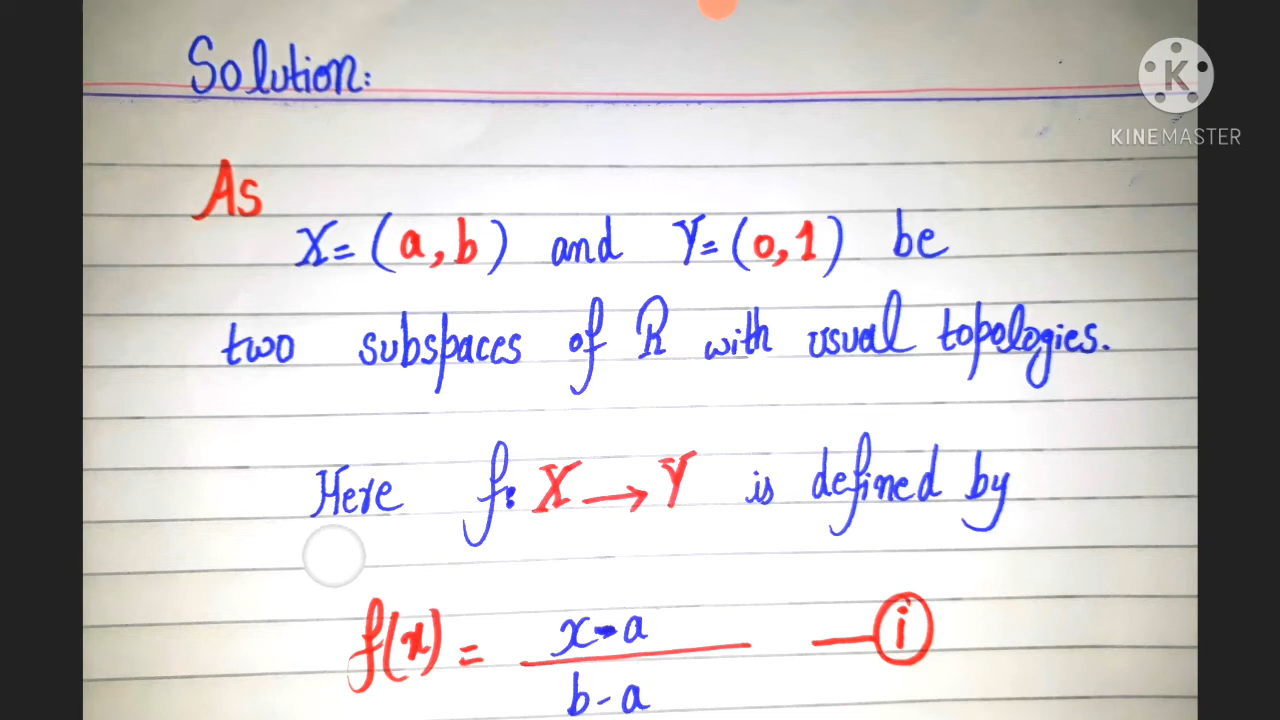 Solution:
K
KINEMASTER
As
X = (a, b) and Y = (0, 1) be
two subspaces of R with usual topologies.
Here f: X → Y is defined by
f(x) = x - a / b - a — i